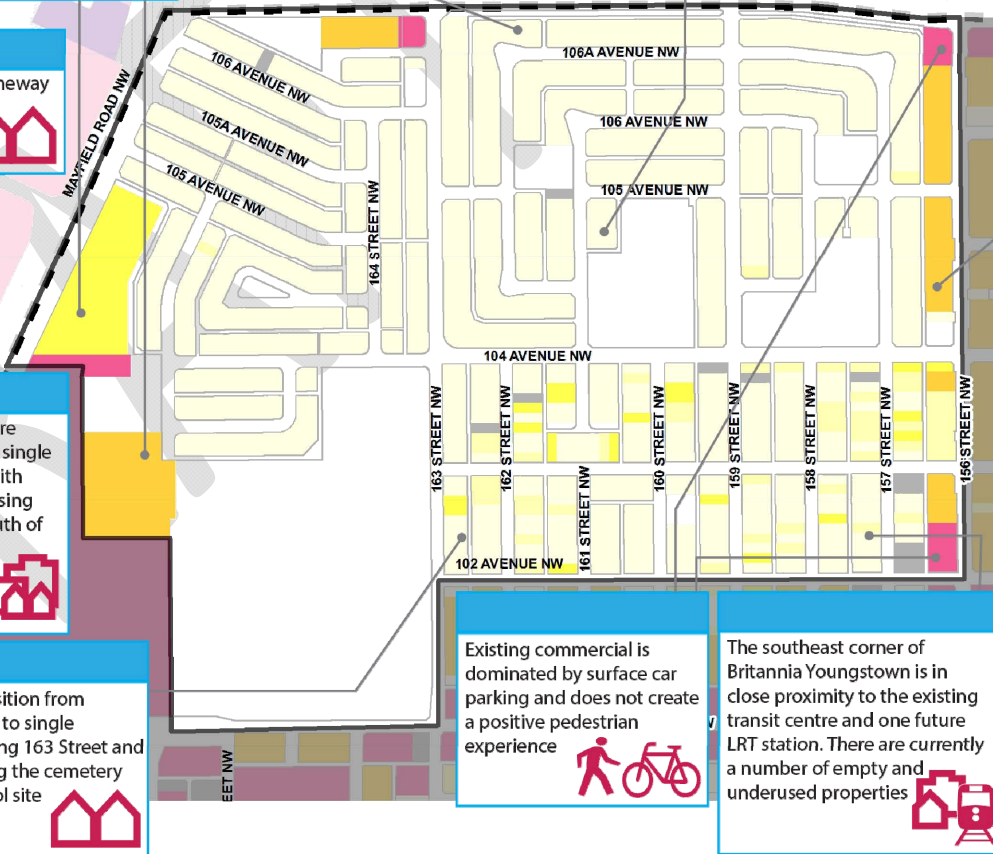 neway
MAYFIELD ROAD NW
106 AVENUE NW
105A AVENUE NW
105 AVENUE NW
164 STREET NW
106A AVENUE NW
106 AVENUE NW
105 AVENUE NW
104 AVENUE NW
163 STREET NW
162 STREET NW
161 STREET NW
160 STREET NW
159 STREET NW
158 STREET NW
157 STREET NW
156 STREET NW
102 AVENUE NW
re
single
ith
sing
uth of
sition from
to single
ng 163 Street and
g the cemetery
ol site
EET NW
Existing commercial is
dominated by surface car
parking and does not create
a positive pedestrian
experience
W
The southeast corner of
Britannia Youngstown is in
close proximity to the existing
transit centre and one future
LRT station. There are currently
a number of empty and
underused properties